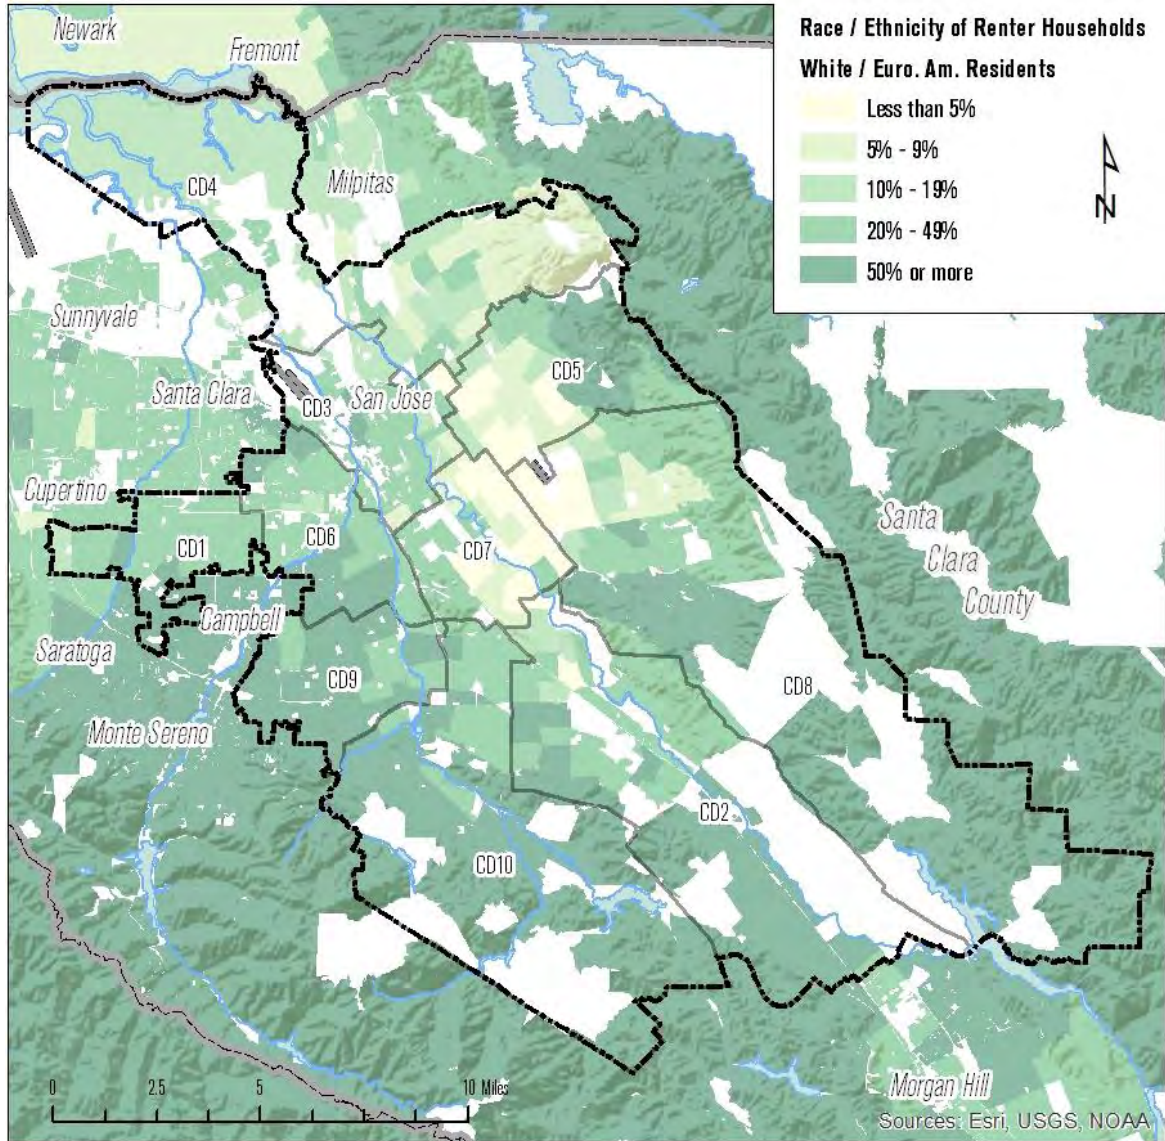 Race / Ethnicity of Renter Households
White / Euro. Am. Residents
Less than 5%
5% - 9%
10% - 19%
20% - 49%
50% or more
N
Newark
Fremont
Milpitas
CD4
Sunnyvale
Santa Clara
CD3
San Jose
CD5
Cupertino
CD1
CD6
CD7
Santa
Clara
County
Campbell
Saratoga
CD9
CD8
Monte Sereno
CD2
CD10
Morgan Hill
0 2.5 5 10 Miles
Sources: Esri, USGS, NOAA